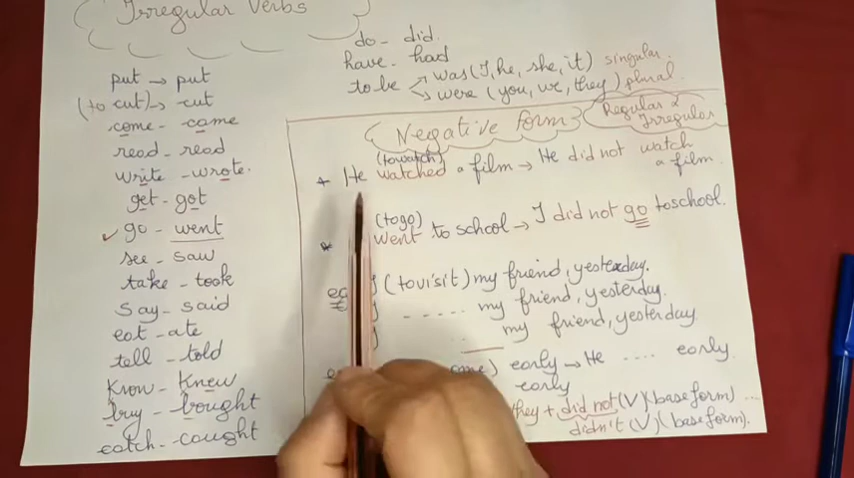 Irregular Verbs
put → put
(to cut) → cut
come - came
read - read
write - wrote.
get - got
go - went
see - saw
take - took
say - said
eat - ate
tell - told
Know - Knew
buy - bought
catch - caught
do - did.
have - had
to be was (I, he, she, it) singular.
were (you, we, they) plural.
Negative form
Regular &
Irregular
(to watch)
* He watched a film → He did not watch
a film.
(to go)
* went to school → I did not go to school.
(to visit) my friend, yesterday.
..... my friend, yesterday.
.. my friend, yesterday.
early → He .... early.
early
they + did not (V) (base form) ...
didn't (V) (base form).